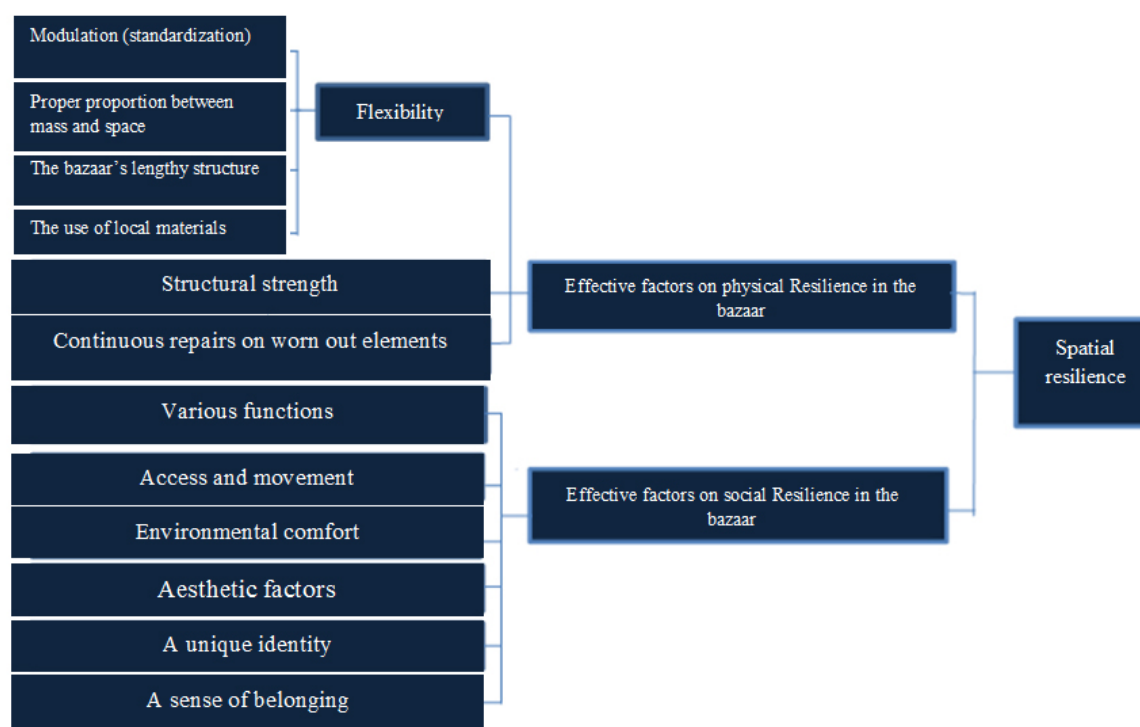 Modulation (standardization)
Proper proportion between
mass and space
The bazaar's lengthy structure
The use of local materials
Flexibility
Structural strength
Continuous repairs on worn out elements
Various functions
Access and movement
Environmental comfort
Aesthetic factors
A unique identity
A sense of belonging
Effective factors on physical Resilience in the
bazaar
Effective factors on social Resilience in the
bazaar
Spatial
resilience